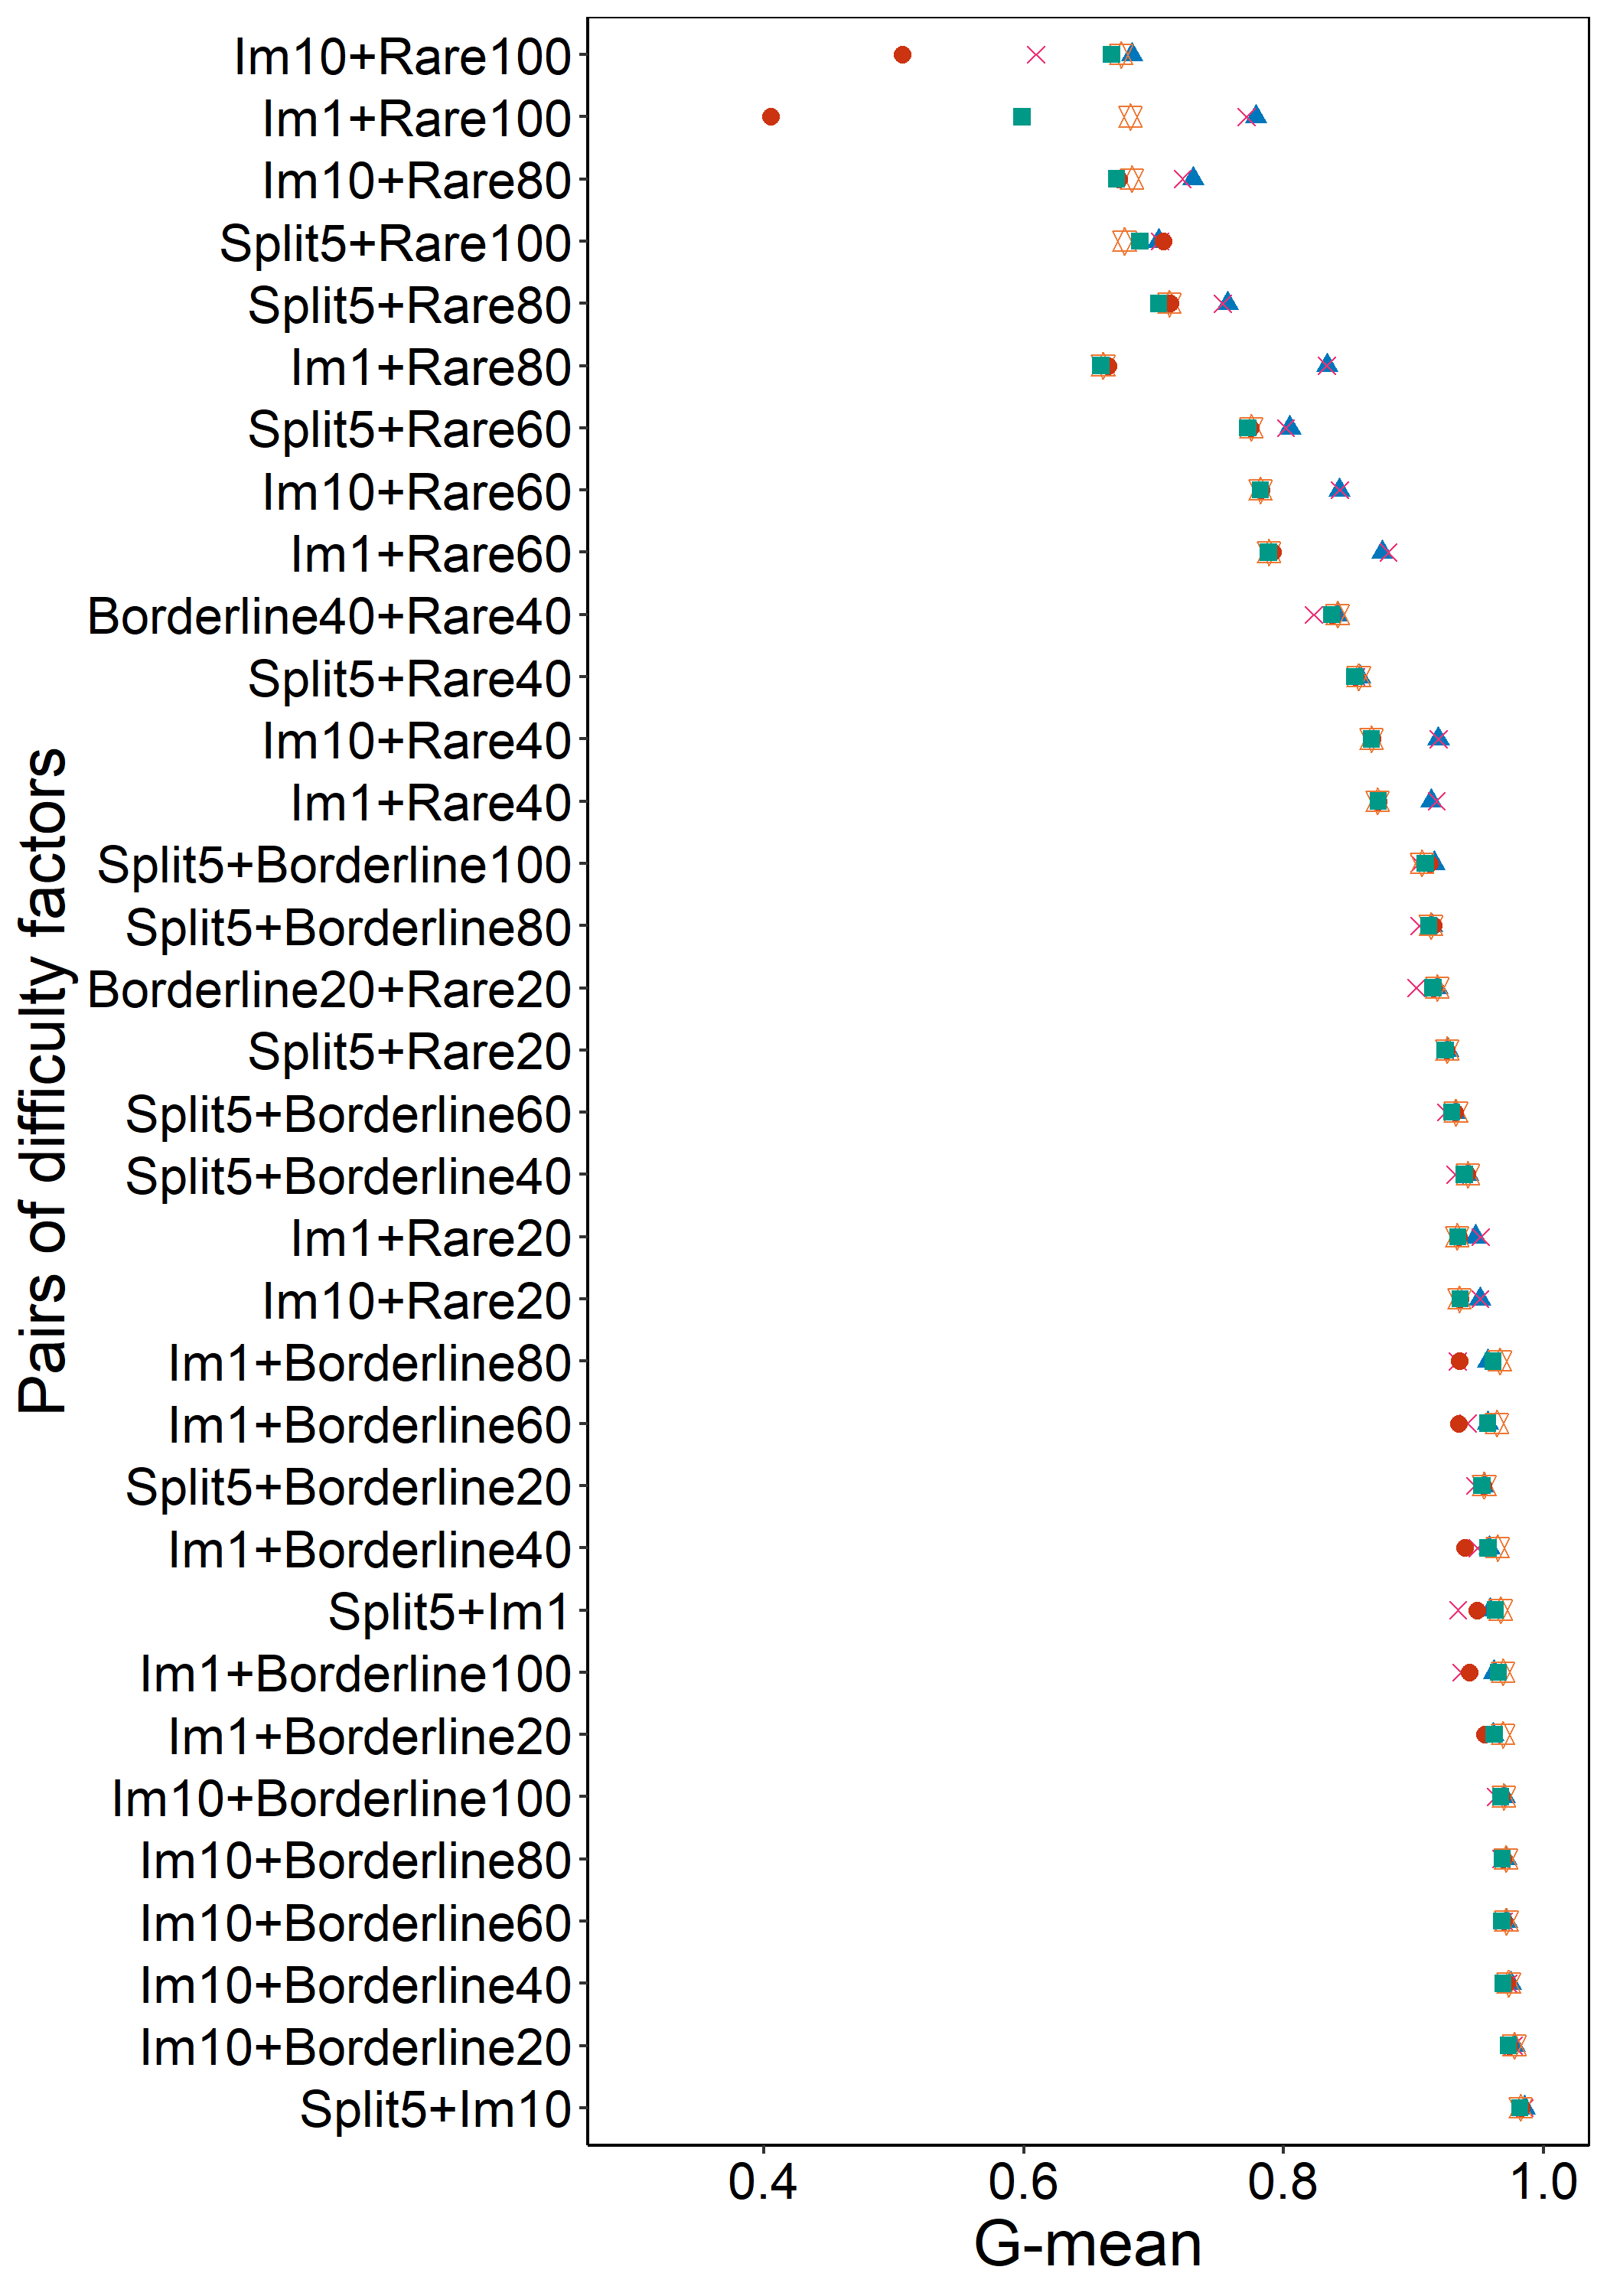 Pairs of difficulty factors
Im10+Rare100
Im1+Rare100
Im10+Rare80
Split5+Rare100
Split5+Rare80
Im1+Rare80
Split5+Rare60
Im10+Rare60
Im1+Rare60
Borderline40+Rare40
Split5+Rare40
Im10+Rare40
Im1+Rare40
Split5+Borderline100
Split5+Borderline80
Borderline20+Rare20
Split5+Rare20
Split5+Borderline60
Split5+Borderline40
Im1+Rare20
Im10+Rare20
Im1+Borderline80
Im1+Borderline60
Split5+Borderline20
Im1+Borderline40
Split5+Im1
Im1+Borderline100
Im1+Borderline20
Im10+Borderline100
Im10+Borderline80
Im10+Borderline60
Im10+Borderline40
Im10+Borderline20
Split5+Im10
0.4 0.6 0.8 1.0
G-mean